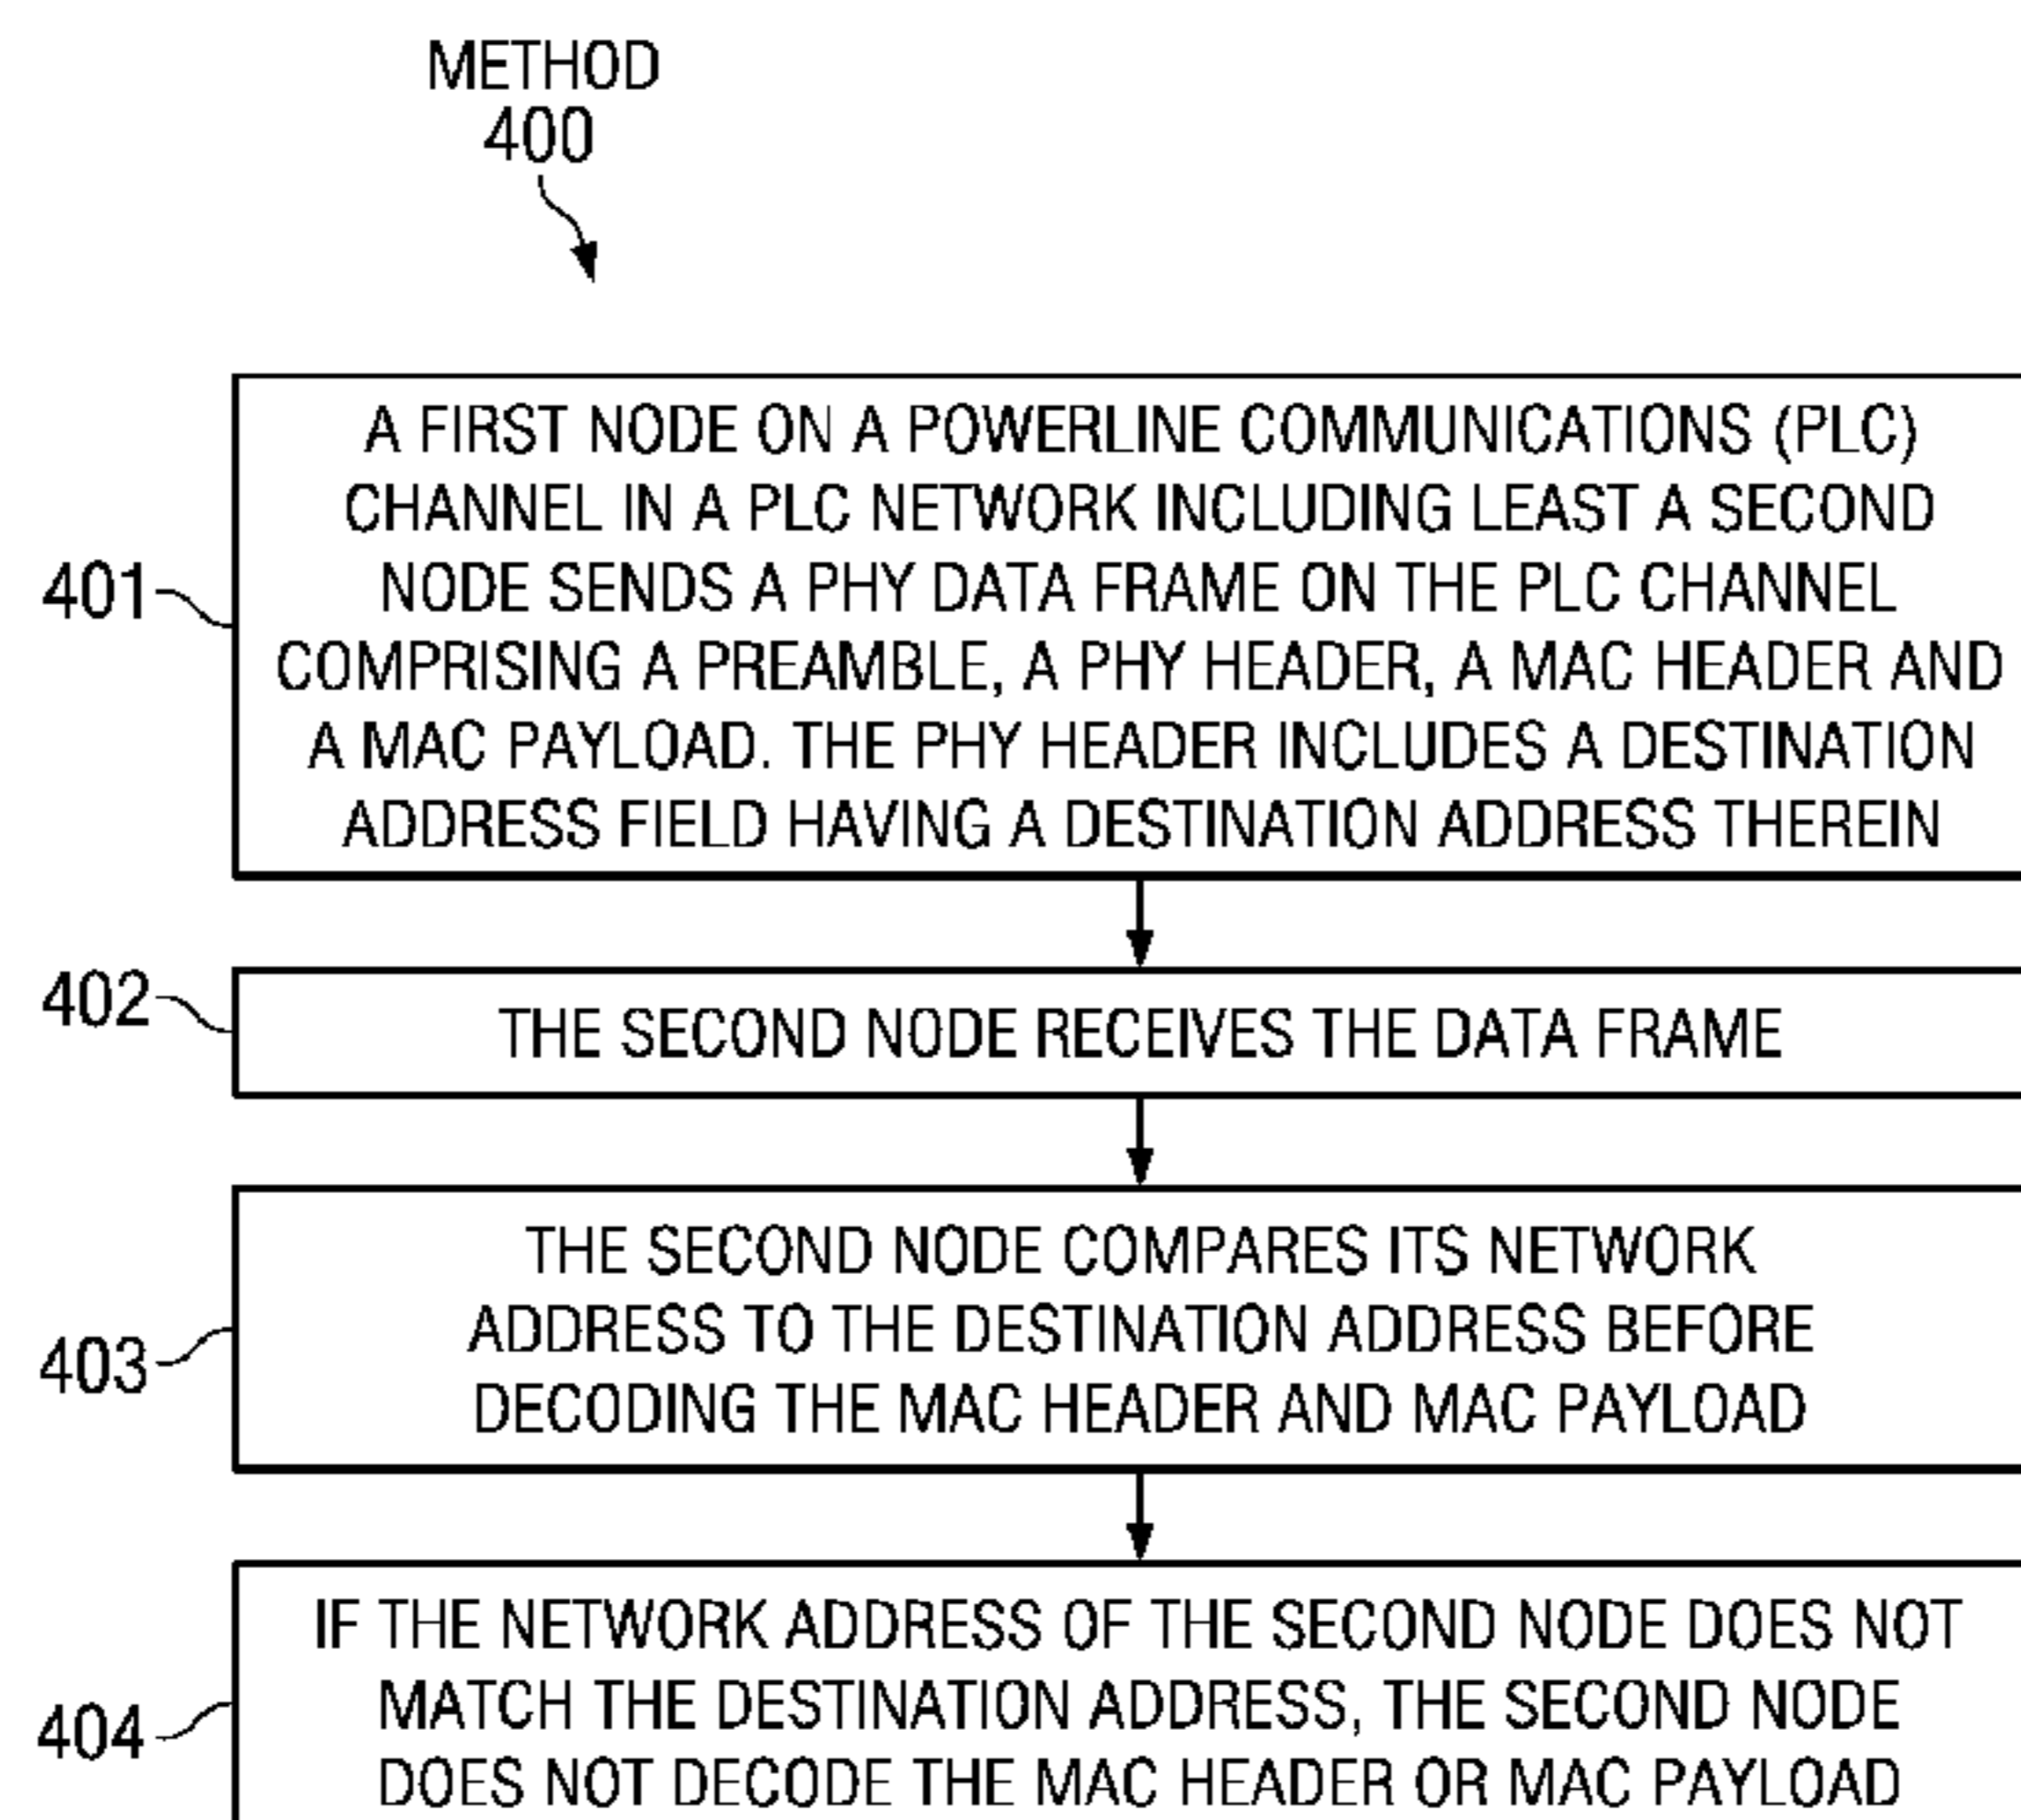 METHOD
400
401
A FIRST NODE ON A POWERLINE COMMUNICATIONS (PLC)
CHANNEL IN A PLC NETWORK INCLUDING LEAST A SECOND
NODE SENDS A PHY DATA FRAME ON THE PLC CHANNEL
COMPRISING A PREAMBLE, A PHY HEADER, A MAC HEADER AND
A MAC PAYLOAD. THE PHY HEADER INCLUDES A DESTINATION
ADDRESS FIELD HAVING A DESTINATION ADDRESS THEREIN
402
THE SECOND NODE RECEIVES THE DATA FRAME
403
THE SECOND NODE COMPARES ITS NETWORK
ADDRESS TO THE DESTINATION ADDRESS BEFORE
DECODING THE MAC HEADER AND MAC PAYLOAD
404
IF THE NETWORK ADDRESS OF THE SECOND NODE DOES NOT
MATCH THE DESTINATION ADDRESS, THE SECOND NODE
DOES NOT DECODE THE MAC HEADER OR MAC PAYLOAD